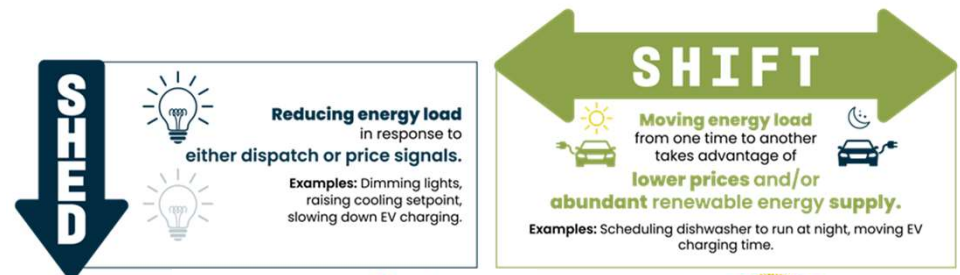 SHED
Reducing energy load
in response to
either dispatch or price signals.
Examples: Dimming lights,
raising cooling setpoint,
slowing down EV charging.
SHIFT
Moving energy load
from one time to another
takes advantage of
lower prices and/or
abundant renewable energy supply.
Examples: Scheduling dishwasher to run at night, moving EV
charging time.